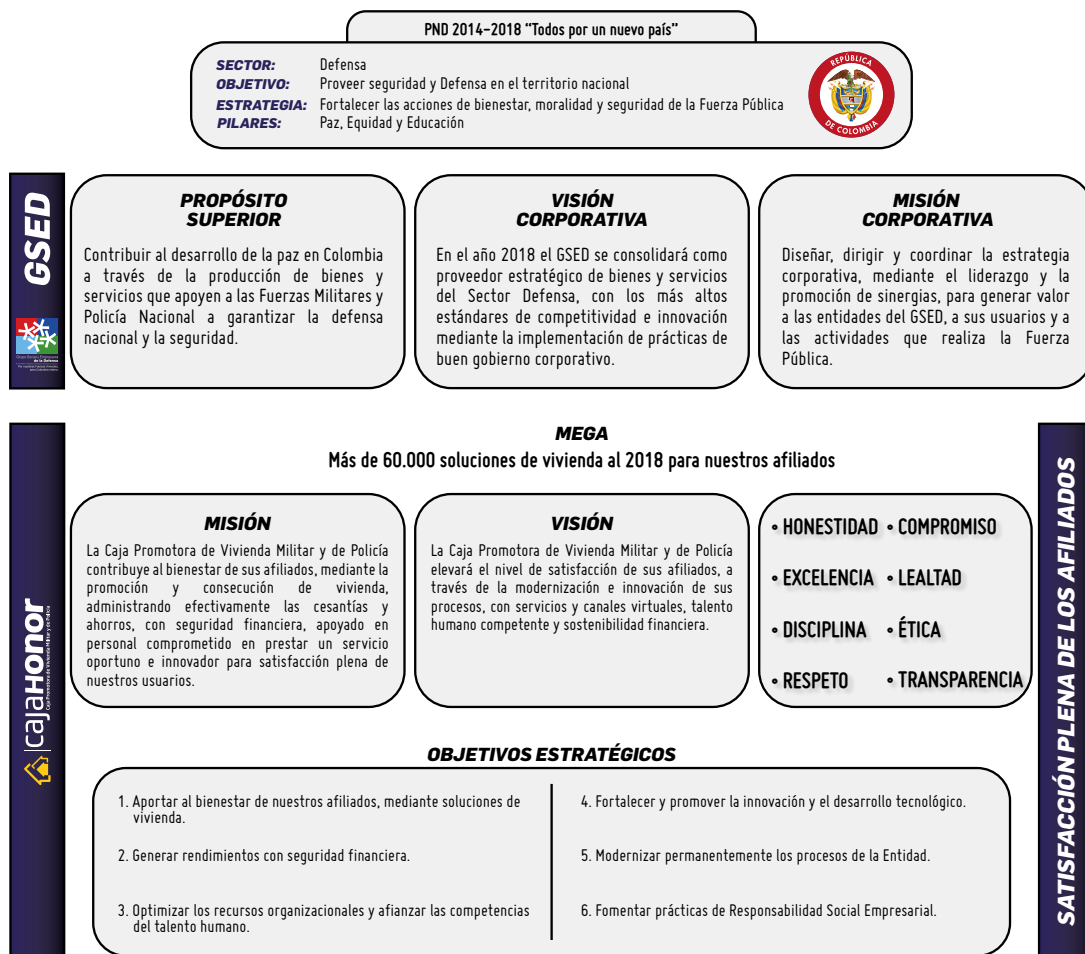 PND 2014-2018 “Todos por un nuevo país”
SECTOR: Defensa
OBJETIVO: Proveer seguridad y Defensa en el territorio nacional
ESTRATEGIA: Fortalecer las acciones de bienestar, moralidad y seguridad de la Fuerza Pública
PILARES: Paz, Equidad y Educación
REPÚBLICA
DE COLOMBIA
GSED
Grupo Social y Empresarial
de la Defensa
PROPÓSITO
SUPERIOR
Contribuir al desarrollo de la paz en Colombia
a través de la producción de bienes y
servicios que apoyen a las Fuerzas Militares y
Policía Nacional a garantizar la defensa
nacional y la seguridad.
VISIÓN
CORPORATIVA
En el año 2018 el GSED se consolidará como
proveedor estratégico de bienes y servicios
del Sector Defensa, con los más altos
estándares de competitividad e innovación
mediante la implementación de prácticas de
buen gobierno corporativo.
MISIÓN
CORPORATIVA
Diseñar, dirigir y coordinar la estrategia
corporativa, mediante el liderazgo y la
promoción de sinergias, para generar valor
a las entidades del GSED, a sus usuarios y a
las actividades que realiza la Fuerza
Pública.
MEGA
Más de 60.000 soluciones de vivienda al 2018 para nuestros afiliados
CajaHonor
Caja Promotora de Vivienda Militar y de Policía
MISIÓN
La Caja Promotora de Vivienda Militar y de Policía
contribuye al bienestar de sus afiliados, mediante la
promoción y consecución de vivienda,
administrando efectivamente las cesantías y
ahorros, con seguridad financiera, apoyado en
personal comprometido en prestar un servicio
oportuno e innovador para satisfacción plena de
nuestros usuarios.
VISIÓN
La Caja Promotora de Vivienda Militar y de Policía
elevará el nivel de satisfacción de sus afiliados, a
través de la modernización e innovación de sus
procesos, con servicios y canales virtuales, talento
humano competente y sostenibilidad financiera.
• HONESTIDAD • COMPROMISO
• EXCELENCIA • LEALTAD
• DISCIPLINA • ÉTICA
• RESPETO • TRANSPARENCIA
SATISFACCIÓN PLENA DE LOS AFILIADOS
OBJETIVOS ESTRATÉGICOS
1. Aportar al bienestar de nuestros afiliados, mediante soluciones de
vivienda.
2. Generar rendimientos con seguridad financiera.
3. Optimizar los recursos organizacionales y afianzar las competencias
del talento humano.
4. Fortalecer y promover la innovación y el desarrollo tecnológico.
5. Modernizar permanentemente los procesos de la Entidad.
6. Fomentar prácticas de Responsabilidad Social Empresarial.